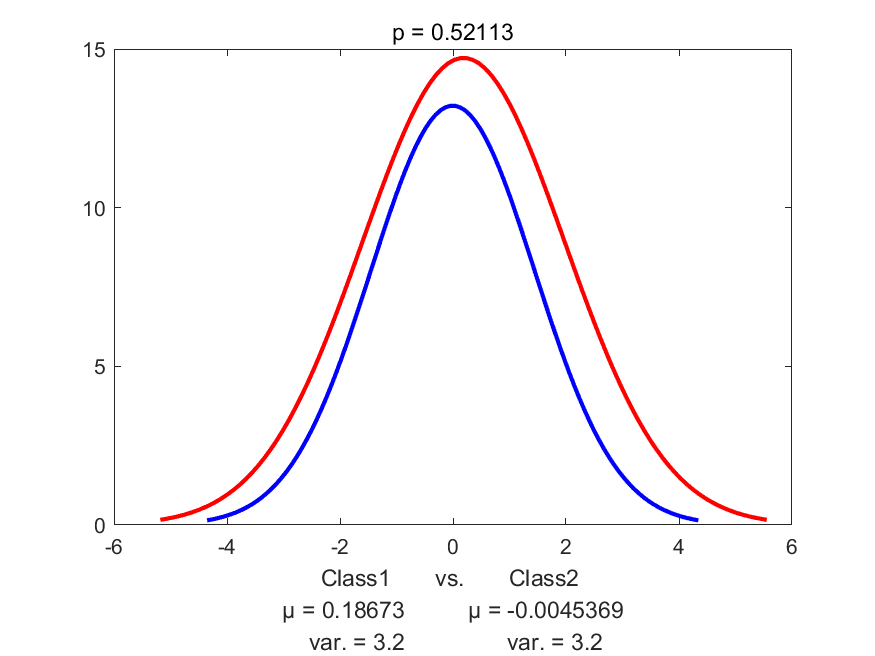 p = 0.52113
15
10
5
0
-6 -4 -2 0 2 4 6
Class1 vs. Class2
μ = 0.18673 μ = -0.0045369
var. = 3.2 var. = 3.2